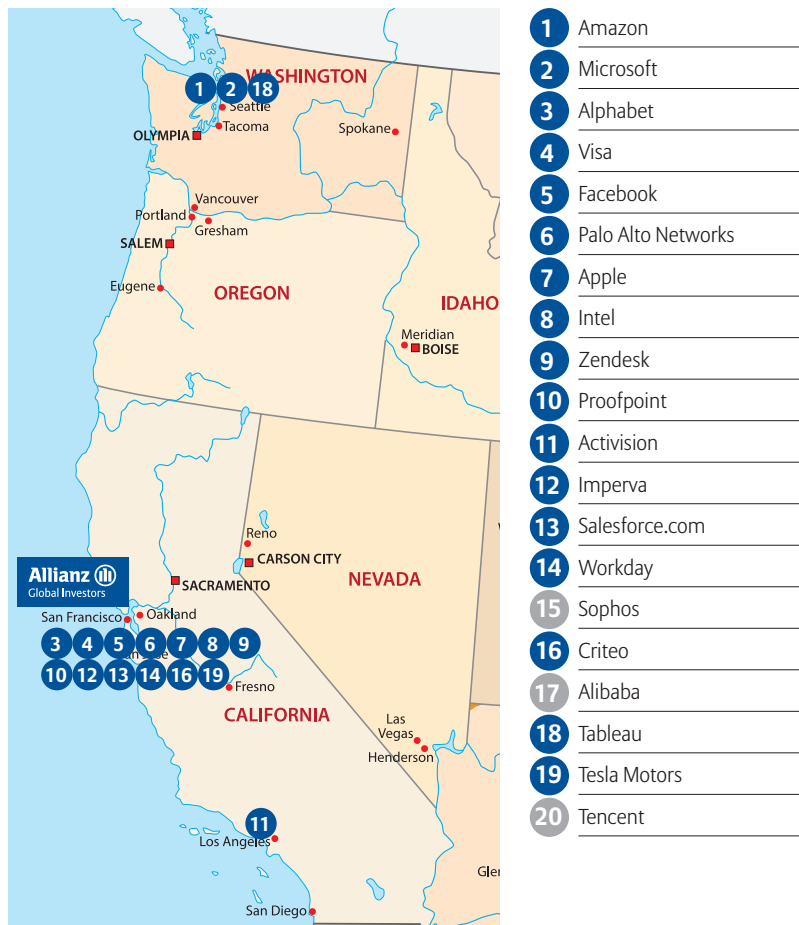 WASHINGTON
1 2 18
Seattle
OLYMPIA
Tacoma
Spokane
Vancouver
Portland
Gresham
SALEM
Eugene
OREGON
IDAHO
Meridian
BOISE
Reno
CARSON CITY
Allianz
Global Investors
SACRAMENTO
NEVADA
Oakland
San Francisco
3 4 5 6 7 8 9
10 12 13 14 16 19
Fresno
CALIFORNIA
Las
Vegas
Henderson
11
Los Angeles
San Diego
1 Amazon
2 Microsoft
3 Alphabet
4 Visa
5 Facebook
6 Palo Alto Networks
7 Apple
8 Intel
9 Zendesk
10 Proofpoint
11 Activision
12 Imperva
13 Salesforce.com
14 Workday
15 Sophos
16 Criteo
17 Alibaba
18 Tableau
19 Tesla Motors
20 Tencent